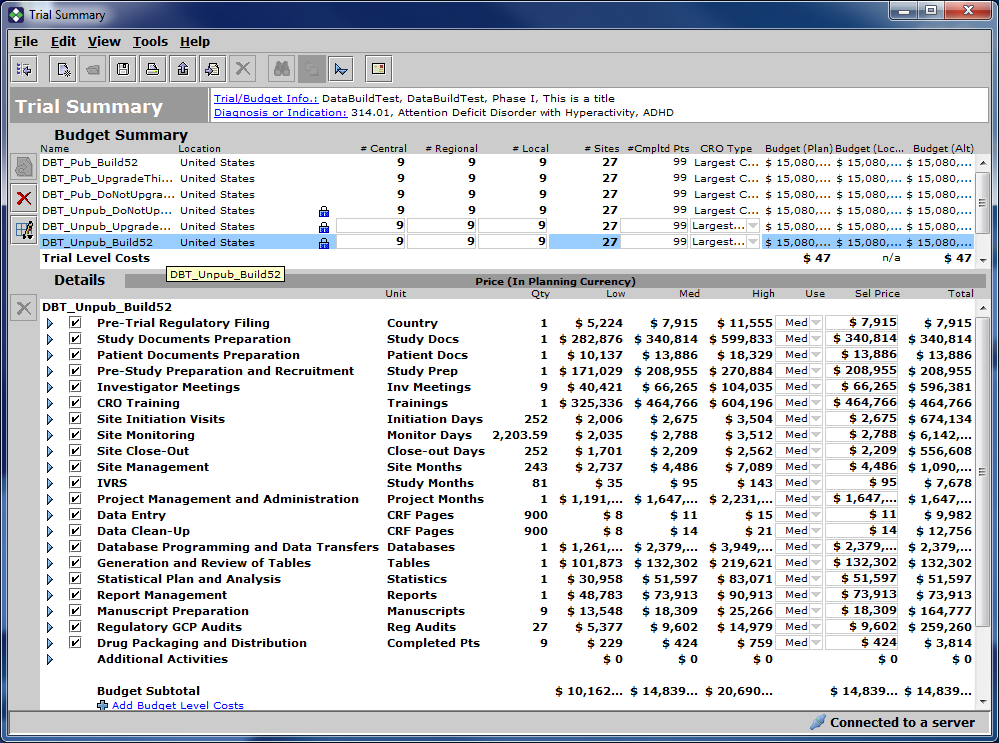 Trial Summary
File Edit View Tools Help
Trial Summary
Trial/Budget Info.: DataBuildTest, DataBuildTest, Phase I, This is a title
Diagnosis or Indication: 314.01, Attention Deficit Disorder with Hyperactivity, ADHD
Budget Summary
Name Location # Central # Regional # Local # Sites #Cmpltd Pts CRO Type Budget (Plan) Budget (Loc... Budget (Alt)
DBT_Pub_Build52 United States 9 9 9 27 99 Largest C... $ 15,080,... $ 15,080,... $ 15,080,...
DBT_Pub_UpgradeThi... United States 9 9 9 27 99 Largest C... $ 15,080,... $ 15,080,... $ 15,080,...
DBT_Pub_DoNotUpgra... United States 9 9 9 27 99 Largest C... $ 15,080,... $ 15,080,... $ 15,080,...
DBT_Unpub_DoNotUp... United States 9 9 9 27 99 Largest C... $ 15,080,... $ 15,080,... $ 15,080,...
DBT_Unpub_Upgrade... United States 9 9 9 27 99 Largest... $ 15,080,... $ 15,080,... $ 15,080,...
DBT_Unpub_Build52 United States 9 9 9 27 99 Largest... $ 15,080,... $ 15,080,... $ 15,080,...
Trial Level Costs $ 47 n/a $ 47
DBT_Unpub_Build52
Details Price (In Planning Currency)
Unit Qty Low Med High Use Sel Price Total
DBT_Unpub_Build52
Pre-Trial Regulatory Filing Country 1 $ 5,224 $ 7,915 $ 11,555 Med $ 7,915 $ 7,915
Study Documents Preparation Study Docs 1 $ 282,876 $ 340,814 $ 599,833 Med $ 340,814 $ 340,814
Patient Documents Preparation Patient Docs 1 $ 10,137 $ 13,886 $ 18,329 Med $ 13,886 $ 13,886
Pre-Study Preparation and Recruitment Study Prep 1 $ 171,029 $ 208,955 $ 270,884 Med $ 208,955 $ 208,955
Investigator Meetings Inv Meetings 9 $ 40,421 $ 66,265 $ 104,035 Med $ 66,265 $ 596,381
CRO Training Trainings 1 $ 325,336 $ 464,766 $ 604,196 Med $ 464,766 $ 464,766
Site Initiation Visits Initiation Days 252 $ 2,006 $ 2,675 $ 3,504 Med $ 2,675 $ 674,134
Site Monitoring Monitor Days 2,203.59 $ 2,035 $ 2,788 $ 3,512 Med $ 2,788 $ 6,142,...
Site Close-Out Close-out Days 252 $ 1,701 $ 2,209 $ 2,562 Med $ 2,209 $ 556,608
Site Management Site Months 243 $ 2,737 $ 4,486 $ 7,089 Med $ 4,486 $ 1,090,...
IVRS Study Months 81 $ 35 $ 95 $ 143 Med $ 95 $ 7,678
Project Management and Administration Project Months 1 $ 1,191,... $ 1,647,... $ 2,231,... Med $ 1,647,... $ 1,647,...
Data Entry CRF Pages 900 $ 8 $ 11 $ 15 Med $ 11 $ 9,982
Data Clean-Up CRF Pages 900 $ 8 $ 14 $ 21 Med $ 14 $ 12,756
Database Programming and Data Transfers Databases 1 $ 1,261,... $ 2,379,... $ 3,949,... Med $ 2,379,... $ 2,379,...
Generation and Review of Tables Tables 1 $ 101,873 $ 132,302 $ 219,621 Med $ 132,302 $ 132,302
Statistical Plan and Analysis Statistics 1 $ 30,958 $ 51,597 $ 83,071 Med $ 51,597 $ 51,597
Report Management Reports 1 $ 48,783 $ 73,913 $ 90,913 Med $ 73,913 $ 73,913
Manuscript Preparation Manuscripts 9 $ 13,548 $ 18,309 $ 25,266 Med $ 18,309 $ 164,777
Regulatory GCP Audits Reg Audits 27 $ 5,377 $ 9,602 $ 14,979 Med $ 9,602 $ 259,260
Drug Packaging and Distribution Completed Pts 9 $ 229 $ 424 $ 759 Med $ 424 $ 3,814
Additional Activities $ 0 $ 0 $ 0 $ 0 $ 0
Budget Subtotal $ 10,162... $ 14,839... $ 20,690... $ 14,839... $ 14,839...
Add Budget Level Costs
Connected to a server